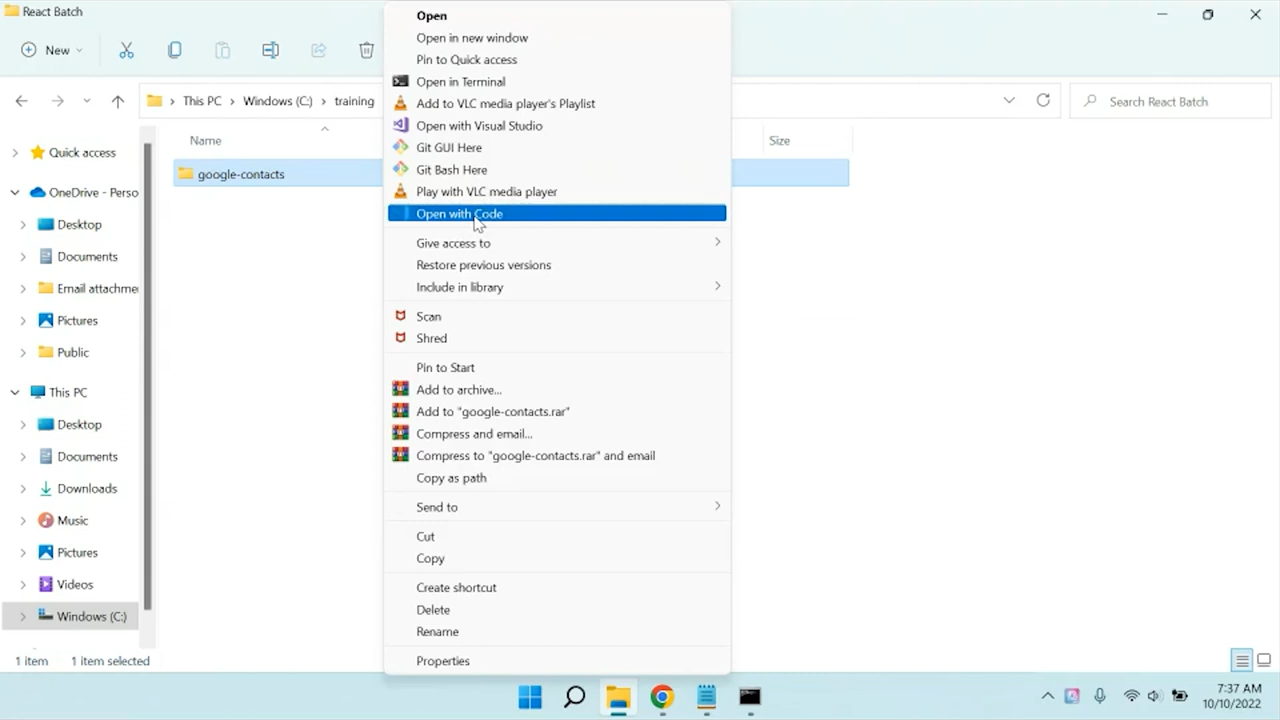 React Batch
New
This PC
Windows (C:)
training
Search React Batch
Name
Size
Quick access
google-contacts
OneDrive - Perso
Desktop
Documents
Email attachme
Pictures
Public
This PC
Desktop
Documents
Downloads
Music
Pictures
Videos
Windows (C:)
Open
Open in new window
Pin to Quick access
Open in Terminal
Add to VLC media player's Playlist
Open with Visual Studio
Git GUI Here
Git Bash Here
Play with VLC media player
Open with Code
Give access to
Restore previous versions
Include in library
Scan
Shred
Pin to Start
Add to archive...
Add to "google-contacts.rar"
Compress and email...
Compress to "google-contacts.rar" and email
Copy as path
Send to
Cut
Copy
Create shortcut
Delete
Rename
Properties
1 item 1 item selected
7:37 AM
10/10/2022